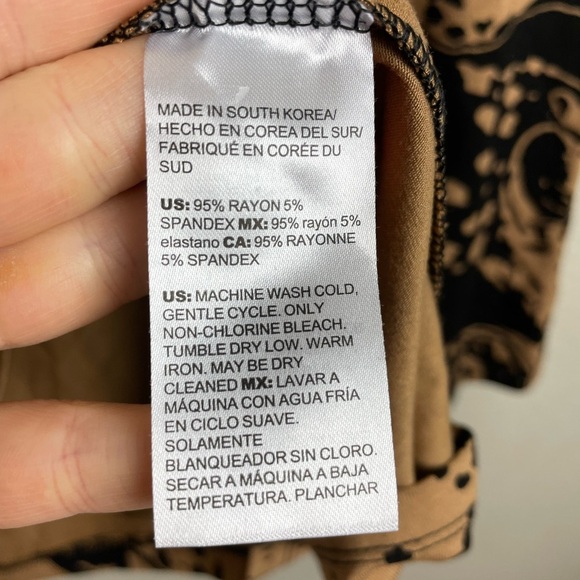 MADE IN SOUTH KOREA/
HECHO EN COREA DEL SUR/
FABRIQUÉ EN CORÉE DU
SUD
US: 95% RAYON 5%
SPANDEX MX: 95% rayón 5%
elastano CA: 95% RAYONNE
5% SPANDEX
US: MACHINE WASH COLD,
GENTLE CYCLE. ONLY
NON-CHLORINE BLEACH.
TUMBLE DRY LOW. WARM
IRON. MAY BE DRY
CLEANED MX: LAVAR A
MÁQUINA CON AGUA FRÍA
EN CICLO SUAVE.
SOLAMENTE
BLANQUEADOR SIN CLORO.
SECAR A MÁQUINA A BAJA
TEMPERATURA. PLANCHAR